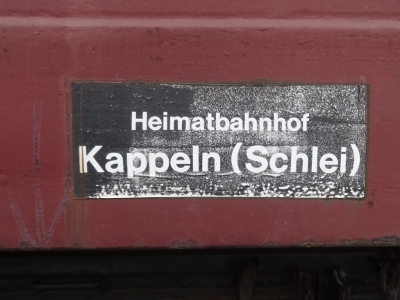 Heimatbahnhof
Kappeln (Schlei)